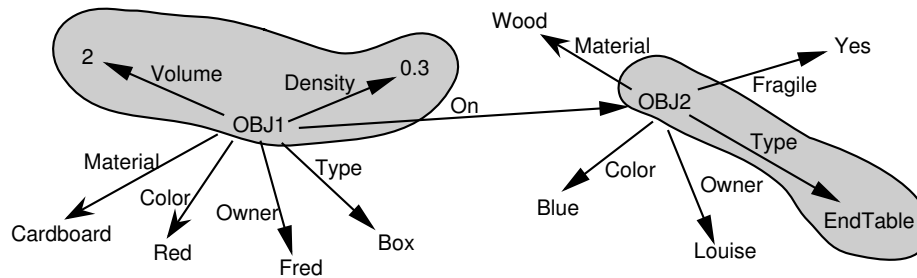 Wood
Material
Yes
2
0.3
Volume
Density
Fragile
On
OBJ2
OBJ1
Material
Type
Type
Color
Color
Owner
Owner
Blue
EndTable
Cardboard
Red
Box
Louise
Fred